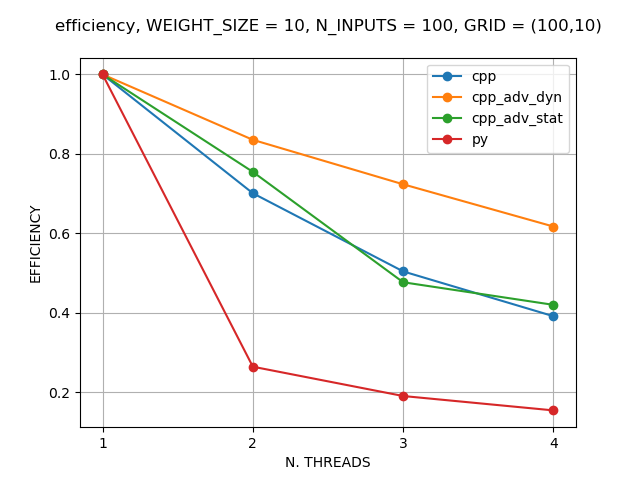 efficiency, WEIGHT_SIZE = 10, N_INPUTS = 100, GRID = (100,10)
cpp
cpp_adv_dyn
cpp_adv_stat
py
EFFICIENCY
1.0
0.8
0.6
0.4
0.2
1 2 3 4
N. THREADS